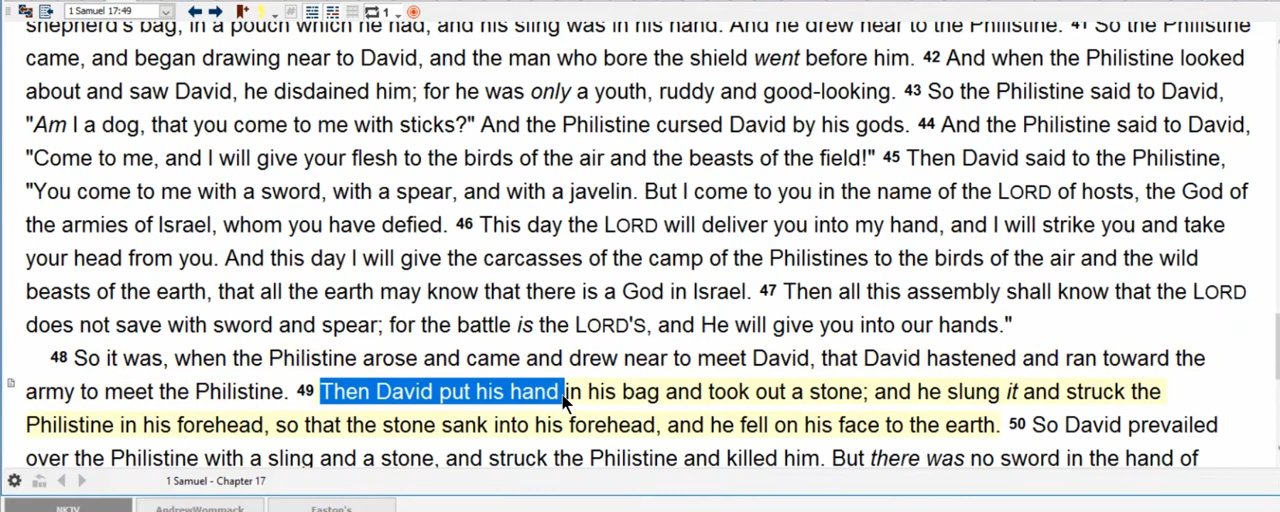 1 Samuel 17:49
1
shepherd's bag, in a pouch which he had, and his sling was in his hand. And he drew near to the Philistine. 41 So the Philistine
came, and began drawing near to David, and the man who bore the shield went before him. 42 And when the Philistine looked
about and saw David, he disdained him; for he was only a youth, ruddy and good-looking. 43 So the Philistine said to David,
"Am I a dog, that you come to me with sticks?" And the Philistine cursed David by his gods. 44 And the Philistine said to David,
"Come to me, and I will give your flesh to the birds of the air and the beasts of the field!" 45 Then David said to the Philistine,
"You come to me with a sword, with a spear, and with a javelin. But I come to you in the name of the LORD of hosts, the God of
the armies of Israel, whom you have defied. 46 This day the LORD will deliver you into my hand, and I will strike you and take
your head from you. And this day I will give the carcasses of the camp of the Philistines to the birds of the air and the wild
beasts of the earth, that all the earth may know that there is a God in Israel. 47 Then all this assembly shall know that the LORD
does not save with sword and spear; for the battle is the LORD'S, and He will give you into our hands."
48 So it was, when the Philistine arose and came and drew near to meet David, that David hastened and ran toward the
army to meet the Philistine. 49 Then David put his hand in his bag and took out a stone; and he slung it and struck the
Philistine in his forehead, so that the stone sank into his forehead, and he fell on his face to the earth. 50 So David prevailed
over the Philistine with a sling and a stone, and struck the Philistine and killed him. But there was no sword in the hand of
1 Samuel - Chapter 17
NKJV AndrewWommack Easton's